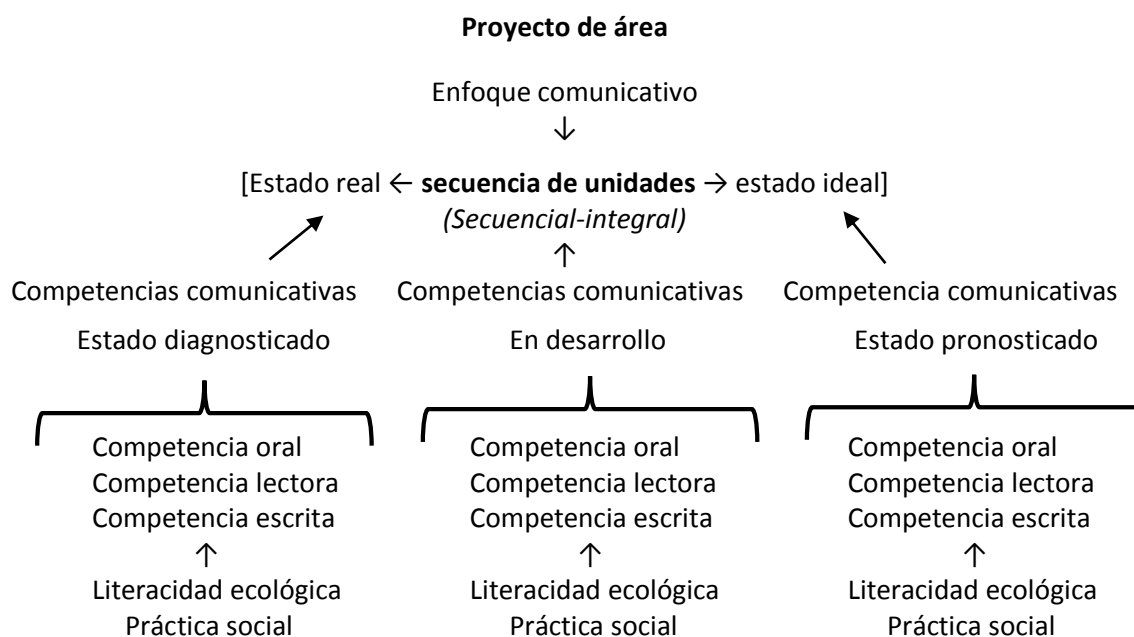 Proyecto de área
Enfoque comunicativo
↓
[Estado real ← secuencia de unidades → estado ideal]
(Secuencial-integral)
↑
Competencias comunicativas Competencias comunicativas Competencia comunicativas
Estado diagnosticado En desarrollo Estado pronosticado
Competencia oral Competencia oral Competencia oral
Competencia lectora Competencia lectora Competencia lectora
Competencia escrita Competencia escrita Competencia escrita
↑ ↑ ↑
Literacidad ecológica Literacidad ecológica Literacidad ecológica
Práctica social Práctica social Práctica social